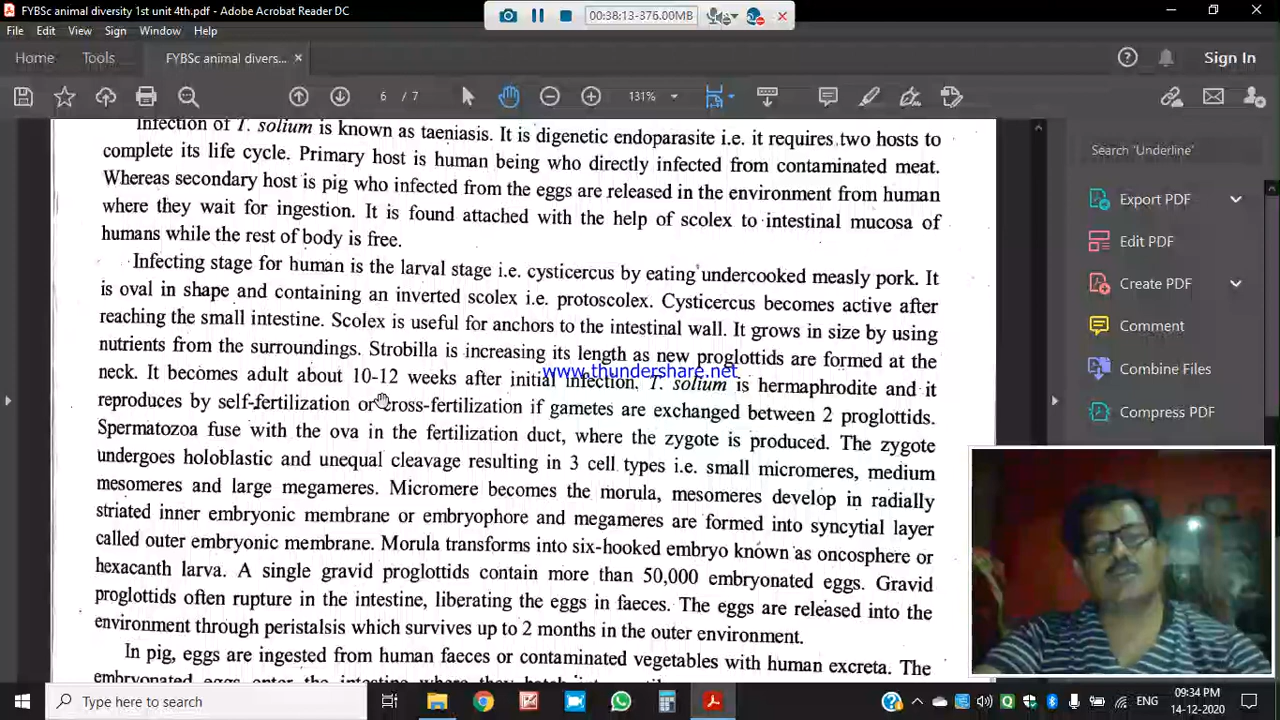 FYBSc animal diversity 1st unit 4th.pdf - Adobe Acrobat Reader DC
00:38:13-376.00MB
File Edit View Sign Window Help
Home Tools FYBSc animal divers... ×
Sign In
6 / 7
131%
Infection of T. solium is known as taeniasis. It is digenetic endoparasite i.e. it requires two hosts to
complete its life cycle. Primary host is human being who directly infected from contaminated meat.
Whereas secondary host is pig who infected from the eggs are released in the environment from human
where they wait for ingestion. It is found attached with the help of scolex to intestinal mucosa of
humans while the rest of body is free.
Infecting stage for human is the larval stage i.e. cysticercus by eating undercooked measly pork. It
is oval in shape and containing an inverted scolex i.e. protoscolex. Cysticercus becomes active after
reaching the small intestine. Scolex is useful for anchors to the intestinal wall. It grows in size by using
nutrients from the surroundings. Strobilla is increasing its length as new proglottids are formed at the
www.thundershare.net
neck. It becomes adult about 10-12 weeks after initial infection. T. solium is hermaphrodite and it
reproduces by self-fertilization or cross-fertilization if gametes are exchanged between 2 proglottids.
Spermatozoa fuse with the ova in the fertilization duct, where the zygote is produced. The zygote
undergoes holoblastic and unequal cleavage resulting in 3 cell types i.e. small micromeres, medium
mesomeres and large megameres. Micromere becomes the morula, mesomeres develop in radially
striated inner embryonic membrane or embryophore and megameres are formed into syncytial layer
called outer embryonic membrane. Morula transforms into six-hooked embryo known as oncosphere or
hexacanth larva. A single gravid proglottids contain more than 50,000 embryonated eggs. Gravid
proglottids often rupture in the intestine, liberating the eggs in faeces. The eggs are released into the
environment through peristalsis which survives up to 2 months in the outer environment.
In pig, eggs are ingested from human faeces or contaminated vegetables with human excreta. The
embryonated eggs enter the intestine where they hatch into
Search 'Underline'
Export PDF
Edit PDF
Create PDF
Comment
Combine Files
Compress PDF
Type here to search
ENG
09:34 PM
14-12-2020